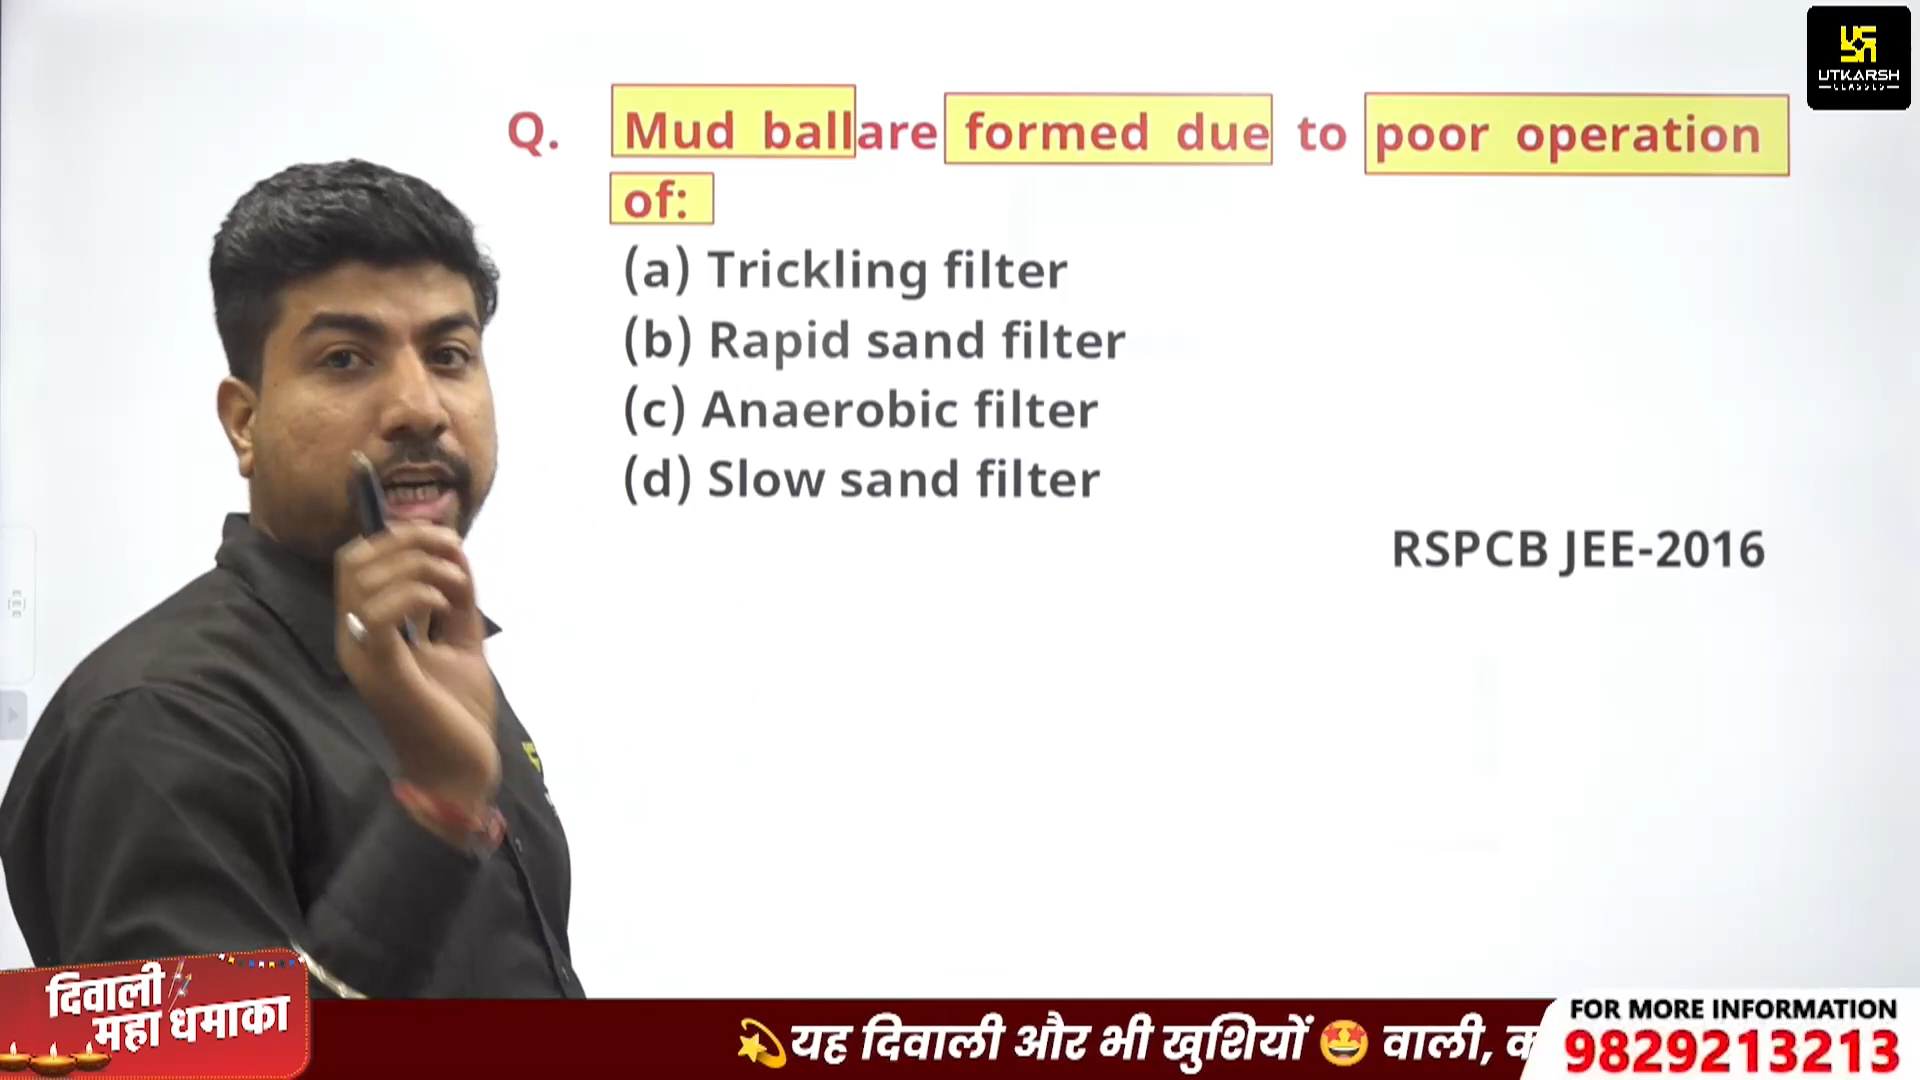 UTKARSH
CLASSES
Q. Mud ball are formed due to poor operation
of:
(a) Trickling filter
(b) Rapid sand filter
(c) Anaerobic filter
(d) Slow sand filter
RSPCB JEE-2016
दिवाली
महा धमाका
यह दिवाली और भी खुशियों 🤩 वाली,
FOR MORE INFORMATION
9829213213